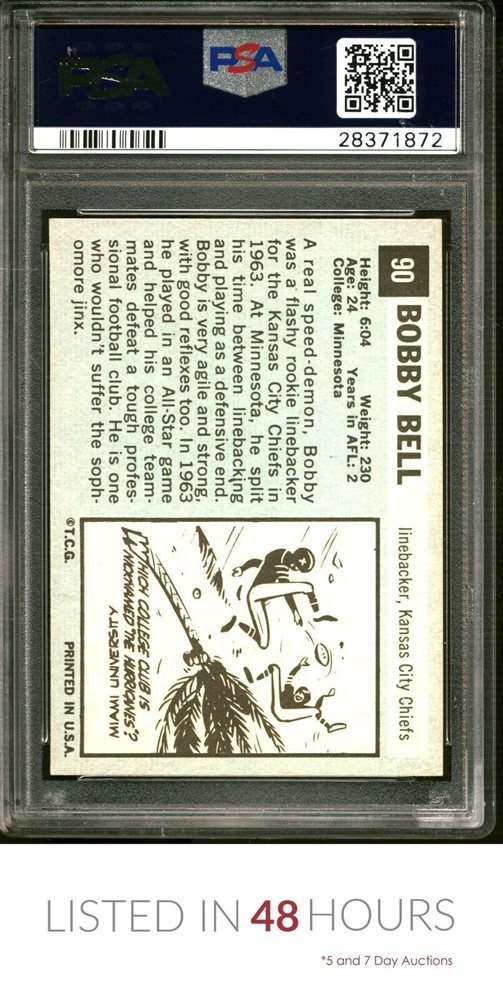 PSA
PSA
28371872
90 BOBBY BELL
linebacker, Kansas City Chiefs
Height: 6:04 Weight: 230
Age: 24 Years in AFL: 2
College: Minnesota
A real speed-demon, Bobby
was a flashy rookie linebacker
for the Kansas City Chiefs in
1963. At Minnesota, he split
his time between linebacking
and playing as a defensive end.
Bobby is very agile and strong,
with good reflexes too. In 1963
he played in an All-Star game
and helped his college team-
mates defeat a tough profes-
sional football club. He is one
who wouldn't suffer the soph-
omore jinx.
WHICH COLLEGE CLUB IS
NICKNAMED THE HURRICANES?
MIAMI UNIVERSITY
©T.C.G. PRINTED IN U.S.A.
LISTED IN 48 HOURS
*5 and 7 Day Auctions